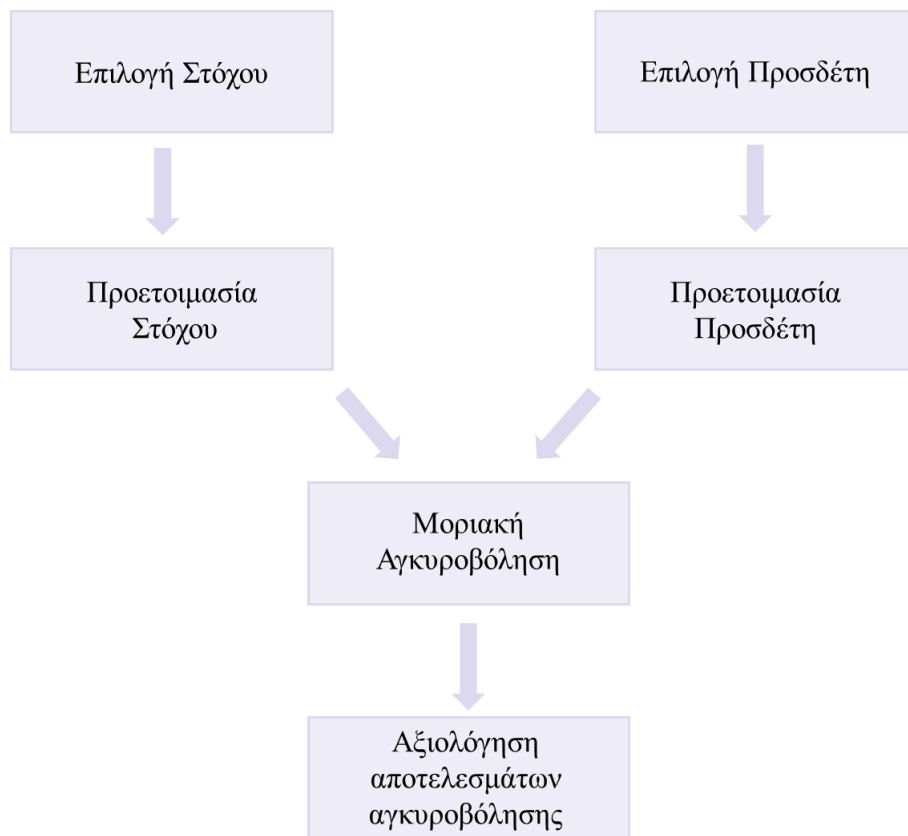 Επιλογή Στόχου
Επιλογή Προσδέτη
Προετοιμασία
Στόχου
Προετοιμασία
Προσδέτη
Μοριακή
Αγκυροβόληση
Αξιολόγηση
αποτελεσμάτων
αγκυροβόλησης